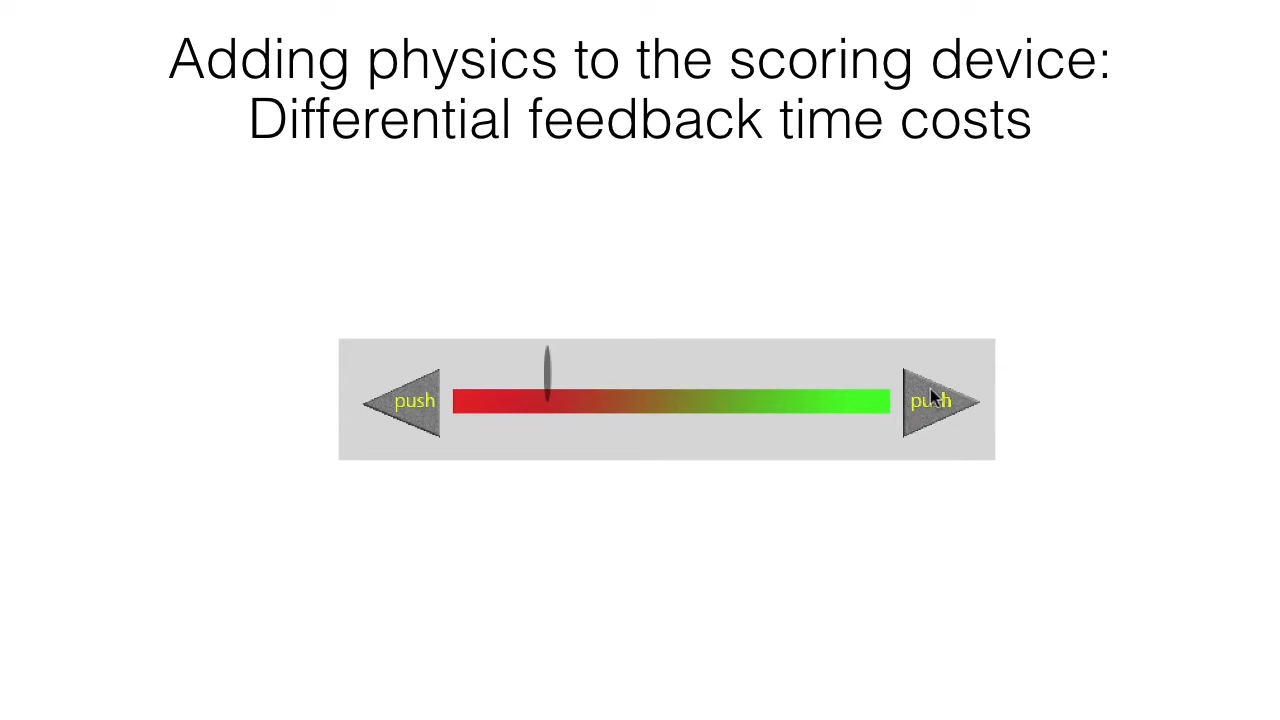 Adding physics to the scoring device:
Differential feedback time costs
push
push